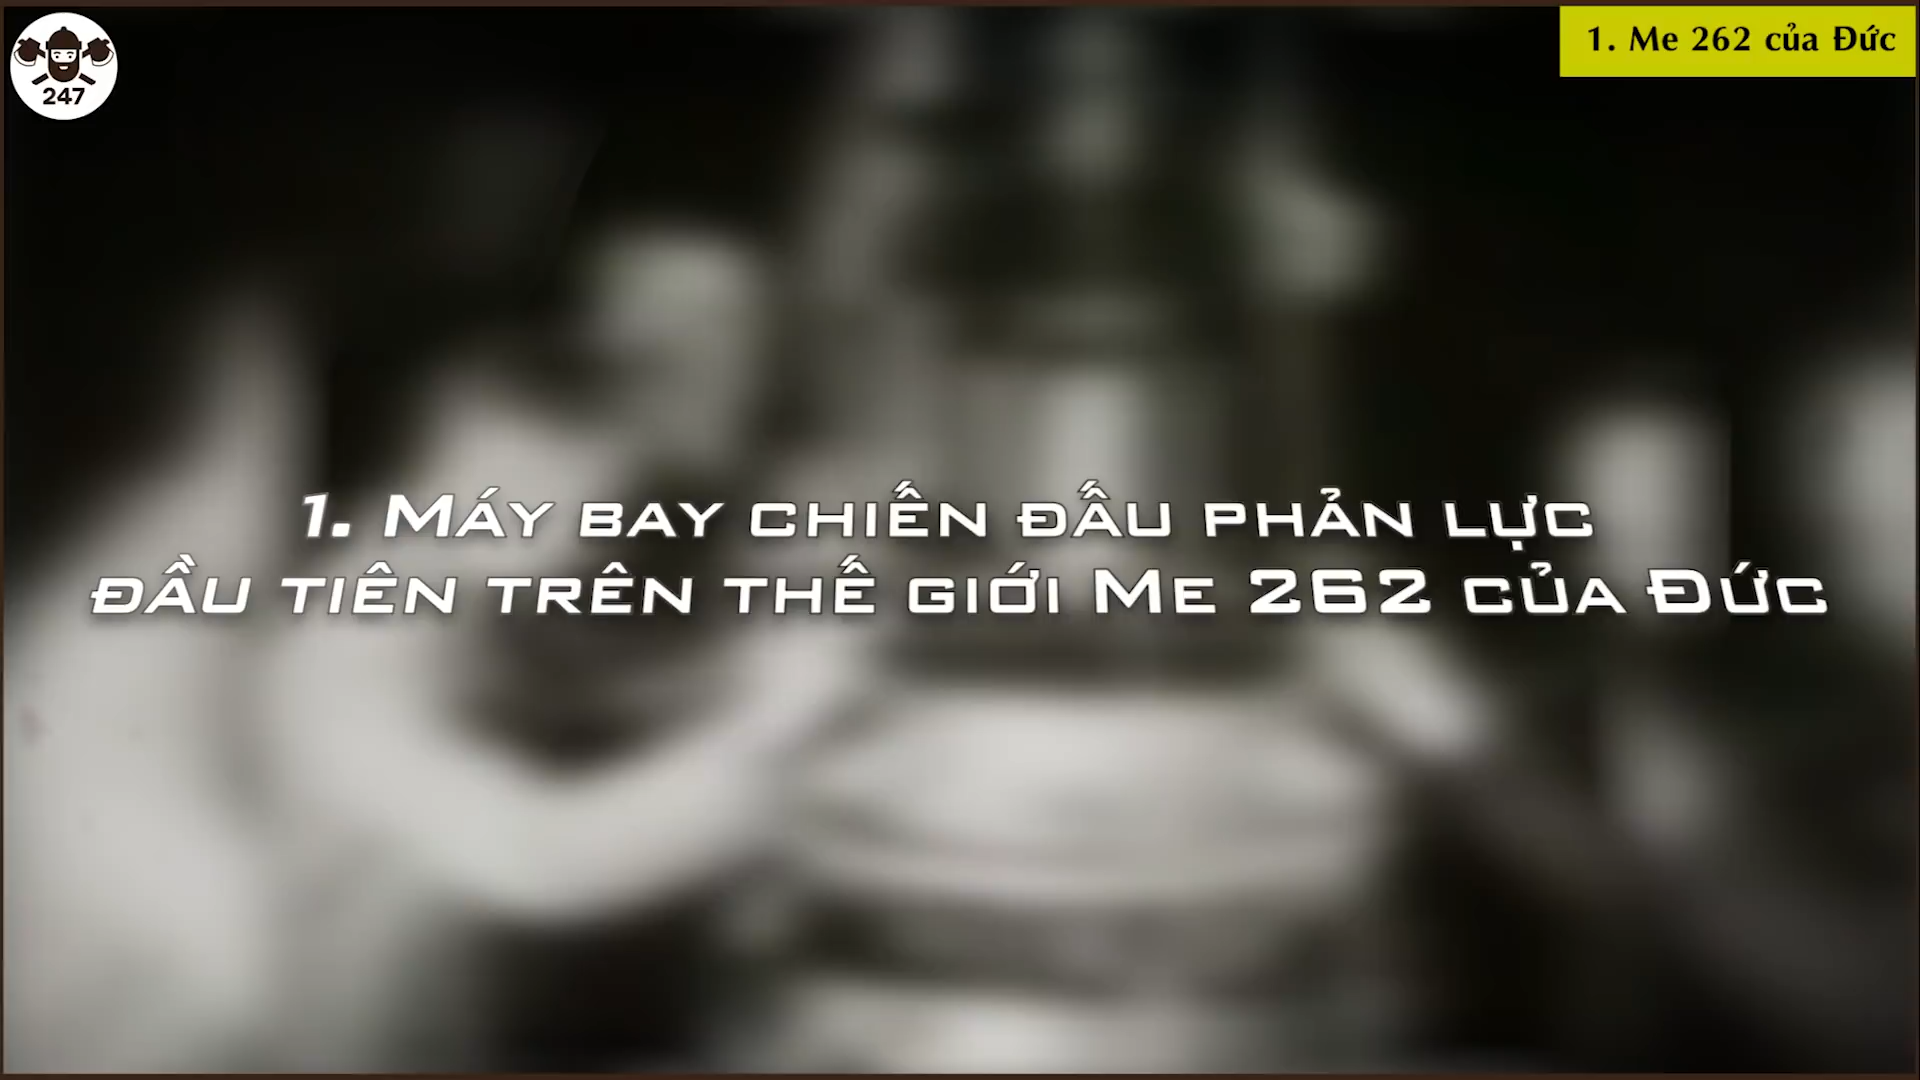 247
1. Me 262 của Đức
1. Máy bay chiến đấu phản lực
đầu tiên trên thế giới Me 262 của Đức